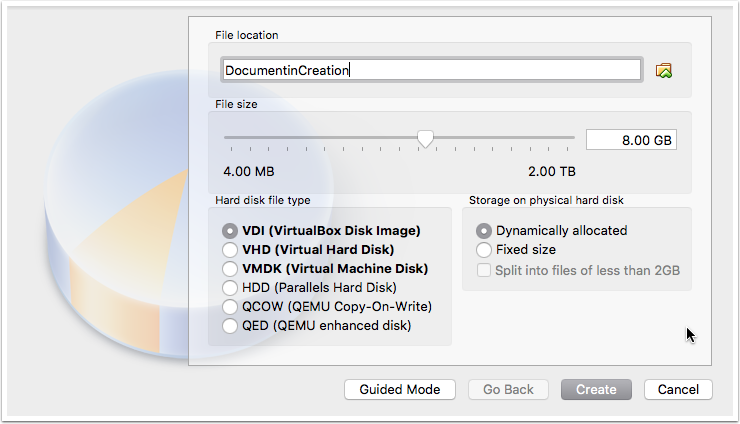 File location
DocumentinCreation
File size
8.00 GB
4.00 MB 2.00 TB
Hard disk file type
VDI (VirtualBox Disk Image)
VHD (Virtual Hard Disk)
VMDK (Virtual Machine Disk)
HDD (Parallels Hard Disk)
QCOW (QEMU Copy-On-Write)
QED (QEMU enhanced disk)
Storage on physical hard disk
Dynamically allocated
Fixed size
Split into files of less than 2GB
Guided Mode Go Back Create Cancel